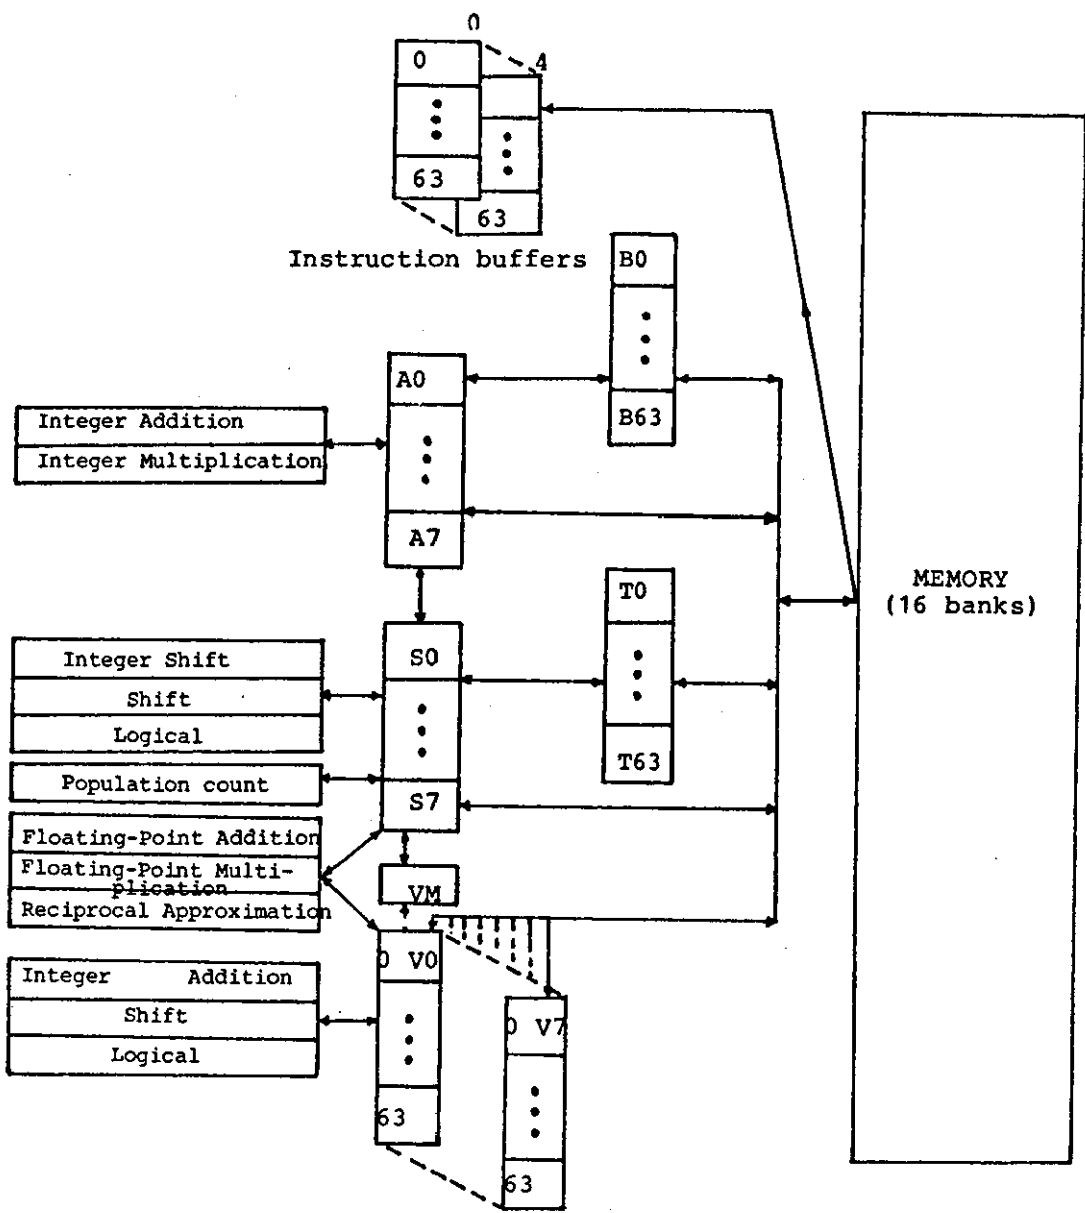 0
4
0
63
63
Instruction buffers
B0
B63
A0
A7
Integer Addition
Integer Multiplication
MEMORY
(16 banks)
T0
T63
S0
S7
Integer Shift
Shift
Logical
Population count
Floating-Point Addition
Floating-Point Multi-
plication
Reciprocal Approximation
VM
0 V0
63
Integer Addition
Shift
Logical
0 V7
63